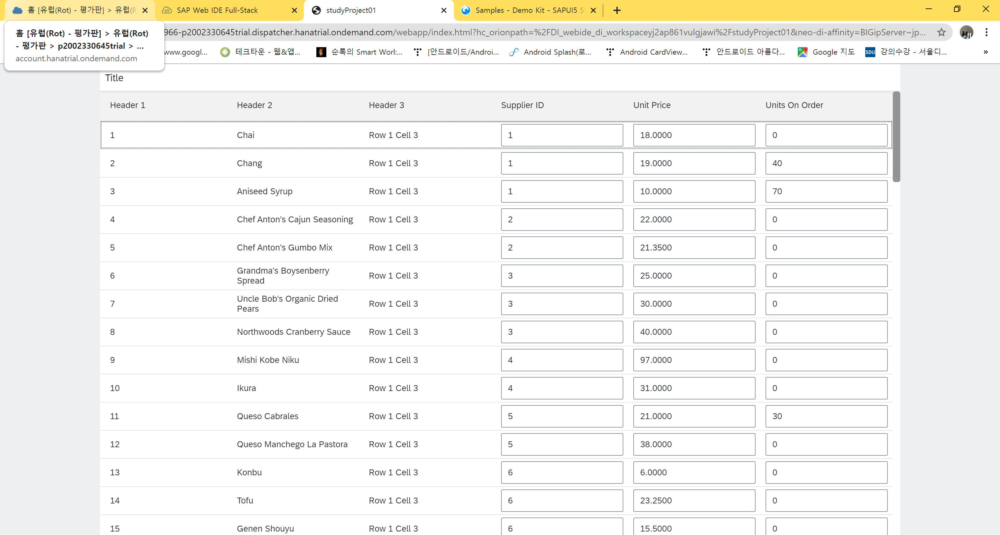 홈 [유럽(Rot) - 평가판] > 유럽(R
SAP Web IDE Full-Stack
studyProject01
Samples - Demo Kit - SAPUI5 S
홈 [유럽(Rot) - 평가판] > 유럽(Rot)
- 평가판 > p2002330645trial > ...
account.hanatrial.ondemand.com
966-p2002330645trial.dispatcher.hanatrial.ondemand.com/webapp/index.html?hc_orionpath=%2FDI_webide_di_workspaceyj2ap861vulgjawi%2FstudyProject01&neo-di-affinity=BIGipServer~jp...
www.googl... 테크타운 - 웹&앱... 순록의 Smart Worl:... [안드로이드/Androi... Android Splash(로... Android CardView... 안드로이드 아름다... Google 지도 SDU 강의수강 - 서울디... »
Title
Header 1 Header 2 Header 3 Supplier ID Unit Price Units On Order
1 Chai Row 1 Cell 3 1 18.0000 0
2 Chang Row 1 Cell 3 1 19.0000 40
3 Aniseed Syrup Row 1 Cell 3 1 10.0000 70
4 Chef Anton's Cajun Seasoning Row 1 Cell 3 2 22.0000 0
5 Chef Anton's Gumbo Mix Row 1 Cell 3 2 21.3500 0
6 Grandma's Boysenberry
Spread Row 1 Cell 3 3 25.0000 0
7 Uncle Bob's Organic Dried
Pears Row 1 Cell 3 3 30.0000 0
8 Northwoods Cranberry Sauce Row 1 Cell 3 3 40.0000 0
9 Mishi Kobe Niku Row 1 Cell 3 4 97.0000 0
10 Ikura Row 1 Cell 3 4 31.0000 0
11 Queso Cabrales Row 1 Cell 3 5 21.0000 30
12 Queso Manchego La Pastora Row 1 Cell 3 5 38.0000 0
13 Konbu Row 1 Cell 3 6 6.0000 0
14 Tofu Row 1 Cell 3 6 23.2500 0
15 Genen Shouyu Row 1 Cell 3 6 15.5000 0